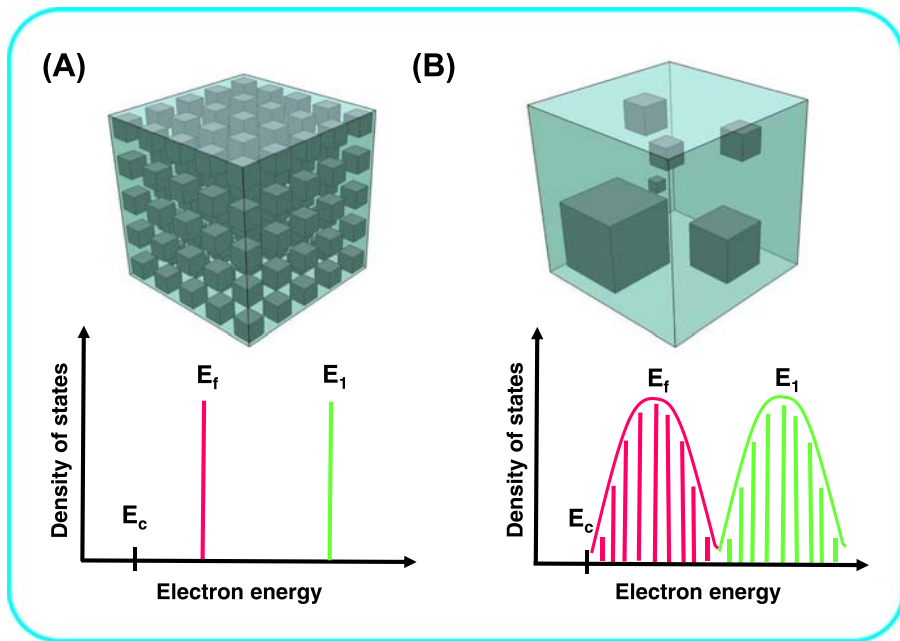 (A)
(B)
Density of states
E_f
E_1
E_c
Electron energy
Density of states
E_f
E_1
E_c
Electron energy